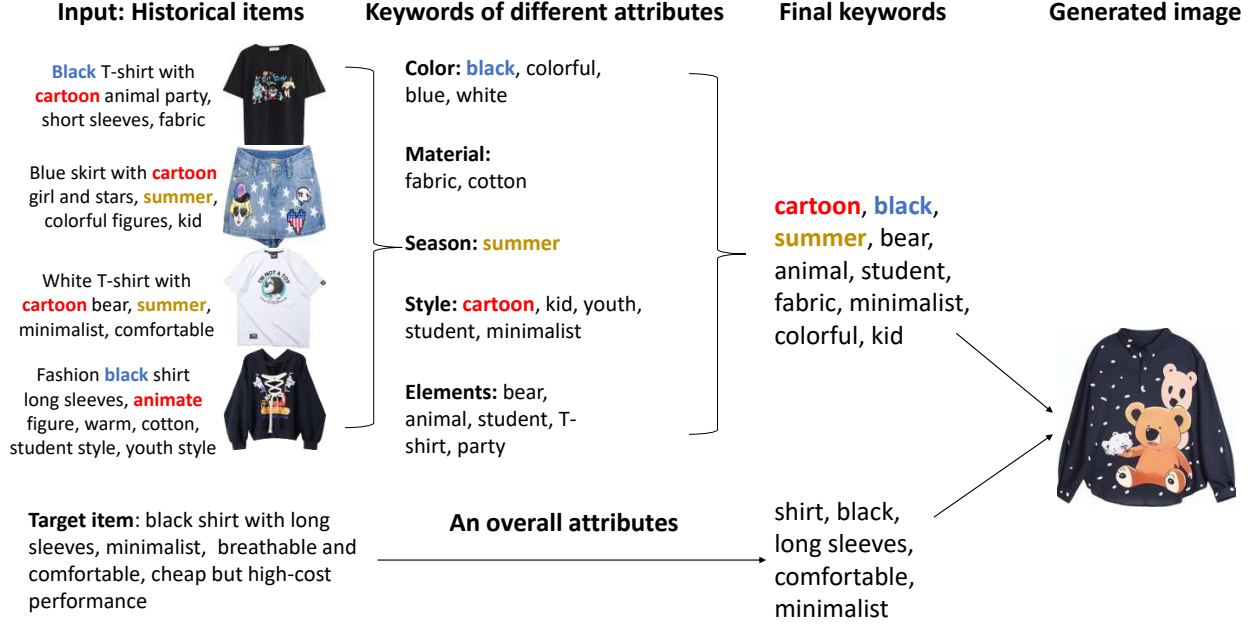 Input: Historical items
Keywords of different attributes
Final keywords
Generated image
Black T-shirt with
cartoon animal party,
short sleeves, fabric
Blue skirt with cartoon
girl and stars, summer,
colorful figures, kid
White T-shirt with
cartoon bear, summer,
minimalist, comfortable
I'M NOT A TOY
Fashion black shirt
long sleeves, animate
figure, warm, cotton,
student style, youth style
Color: black, colorful,
blue, white
Material:
fabric, cotton
Season: summer
Style: cartoon, kid, youth,
student, minimalist
Elements: bear,
animal, student, T-
shirt, party
cartoon, black,
summer, bear,
animal, student,
fabric, minimalist,
colorful, kid
Target item: black shirt with long
sleeves, minimalist, breathable and
comfortable, cheap but high-cost
performance
An overall attributes
shirt, black,
long sleeves,
comfortable,
minimalist